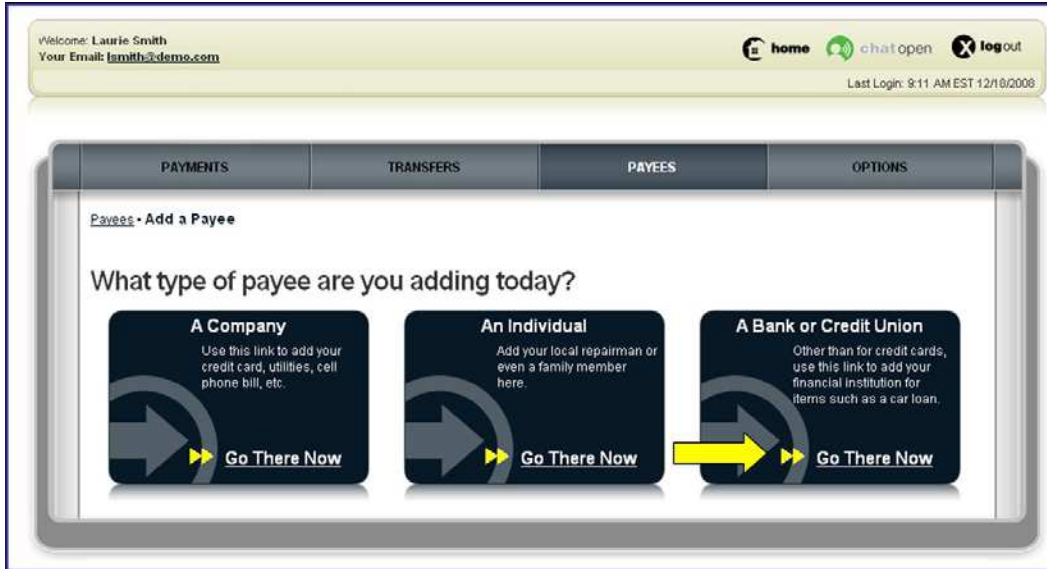 Welcome: Laurie Smith
Your Email: lsmith@demo.com
home
chat open
logout
Last Login: 9:11 AM EST 12/18/2008
PAYMENTS
TRANSFERS
PAYEES
OPTIONS
Payees • Add a Payee
What type of payee are you adding today?
A Company
Use this link to add your
credit card, utilities, cell
phone bill, etc.
Go There Now
An Individual
Add your local repairman or
even a family member
here.
Go There Now
A Bank or Credit Union
Other than for credit cards,
use this link to add your
financial institution for
items such as a car loan.
Go There Now